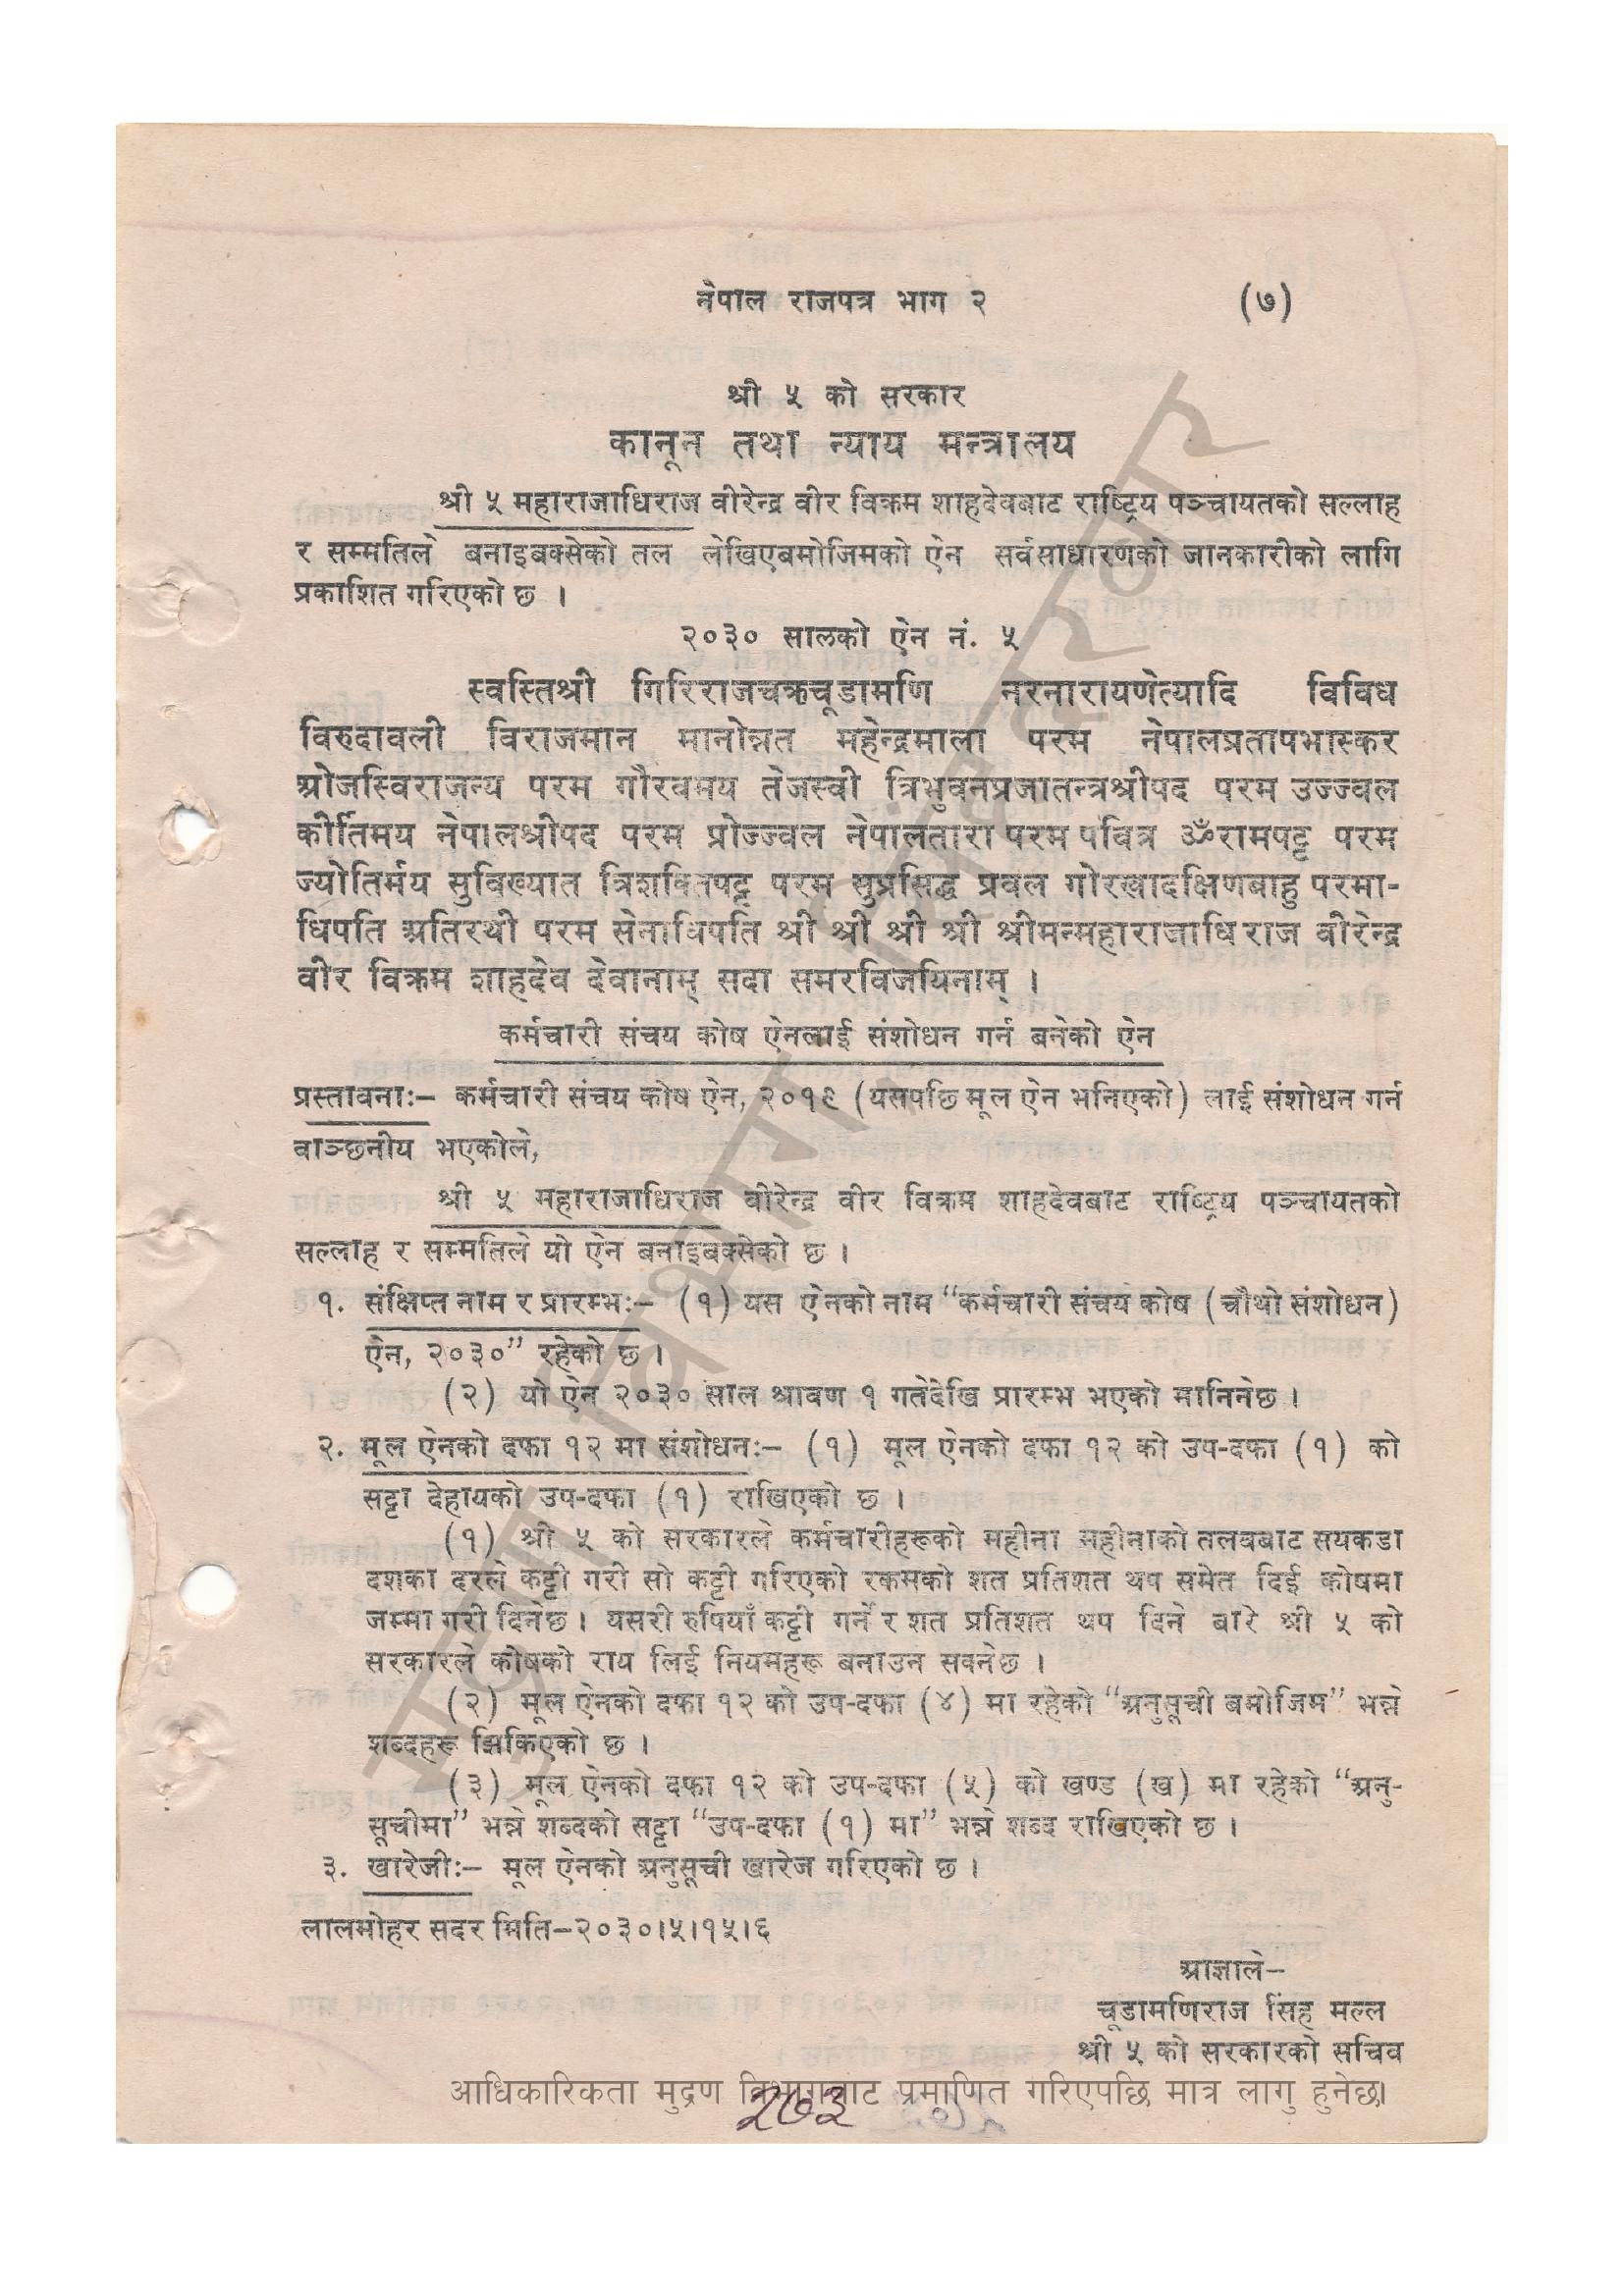 नेपाल राजपत्र भाग २ (७)
श्री ५ को सरकार
कानून तथा न्याय मन्त्रालय
श्री ५ महाराजाधिराज वीरेन्द्र वीर विक्रम शाहदेवबाट राष्ट्रिय पञ्चायतको सल्लाह
र सम्मतिले बनाइबक्सेको तल लेखिएबमोजिमको ऐन सर्वसाधारणको जानकारीको लागि
प्रकाशित गरिएको छ ।
२०३० सालको ऐन नं. ५
स्वस्तिश्री गिरिराजचक्रचूडामणि नरनारायणेत्यादि विविध
विरुदावली विराजमान मानोन्नत महेन्द्रमाला परम नेपालप्रतापभास्कर
ओजस्विराजन्य परम गौरवमय तेजस्वी त्रिभुवनप्रजातन्त्रश्रीपद परम उज्ज्वल
कीर्तिमय नेपालश्रीपद परम प्रोज्ज्वल नेपालतारा परम पवित्र ॐरामपट्ट परम
ज्योतिर्मय सुविख्यात त्रिशक्तिपट्ट परम सुप्रसिद्ध प्रवल गोरखादक्षिणबाहु परमा-
धिपति अतिरथी परम सेनाधिपति श्री श्री श्री श्री श्रीमन्महाराजाधिराज वीरेन्द्र
वीर विक्रम शाहदेव देवानाम् सदा समरविजयिनाम् ।
कर्मचारी संचय कोष ऐनलाई संशोधन गर्न बनेको ऐन
प्रस्तावनाः– कर्मचारी संचय कोष ऐन, २०१९ (यसपछि मूल ऐन भनिएको) लाई संशोधन गर्न
वाञ्छनीय भएकोले,
श्री ५ महाराजाधिराज वीरेन्द्र वीर विक्रम शाहदेवबाट राष्ट्रिय पञ्चायतको
सल्लाह र सम्मतिले यो ऐन बनाइबक्सेको छ ।
१. संक्षिप्त नाम र प्रारम्भः– (१) यस ऐनको नाम “कर्मचारी संचय कोष (चौथो संशोधन)
ऐन, २०३०” रहेको छ ।
(२) यो ऐन २०३० साल श्रावण १ गतेदेखि प्रारम्भ भएको मानिनेछ ।
२. मूल ऐनको दफा १२ मा संशोधनः– (१) मूल ऐनको दफा १२ को उप-दफा (१) को
सट्टा देहायको उप-दफा (१) राखिएको छ ।
(१) श्री ५ को सरकारले कर्मचारीहरूको महीना महीनाको तलबबाट सयकडा
दशका दरले कट्टी गरी सो कट्टी गरिएको रकमको शत प्रतिशत थप समेत दिई कोषमा
जम्मा गरी दिनेछ । यसरी रुपियाँ कट्टी गर्ने र शत प्रतिशत थप दिने बारे श्री ५ को
सरकारले कोषको राय लिई नियमहरू बनाउन सक्नेछ ।
(२) मूल ऐनको दफा १२ को उप-दफा (४) मा रहेको “अनुसूची बमोजिम” भन्ने
शब्दहरू झिकिएको छ ।
(३) मूल ऐनको दफा १२ को उप-दफा (५) को खण्ड (ख) मा रहेको “अनु-
सूचीमा” भन्ने शब्दको सट्टा “उप-दफा (१) मा” भन्ने शब्द राखिएको छ ।
३. खारेजीः– मूल ऐनको अनुसूची खारेज गरिएको छ ।
लालमोहर सदर मिति–२०३०।५।१५।६
आज्ञाले–
चूडामणिराज सिंह मल्ल
श्री ५ को सरकारको सचिव
आधिकारिकता मुद्रण विभागबाट प्रमाणित गरिएपछि मात्र लागु हुनेछ।
२७३
मुद्रण विभाग, सिंहदरबार